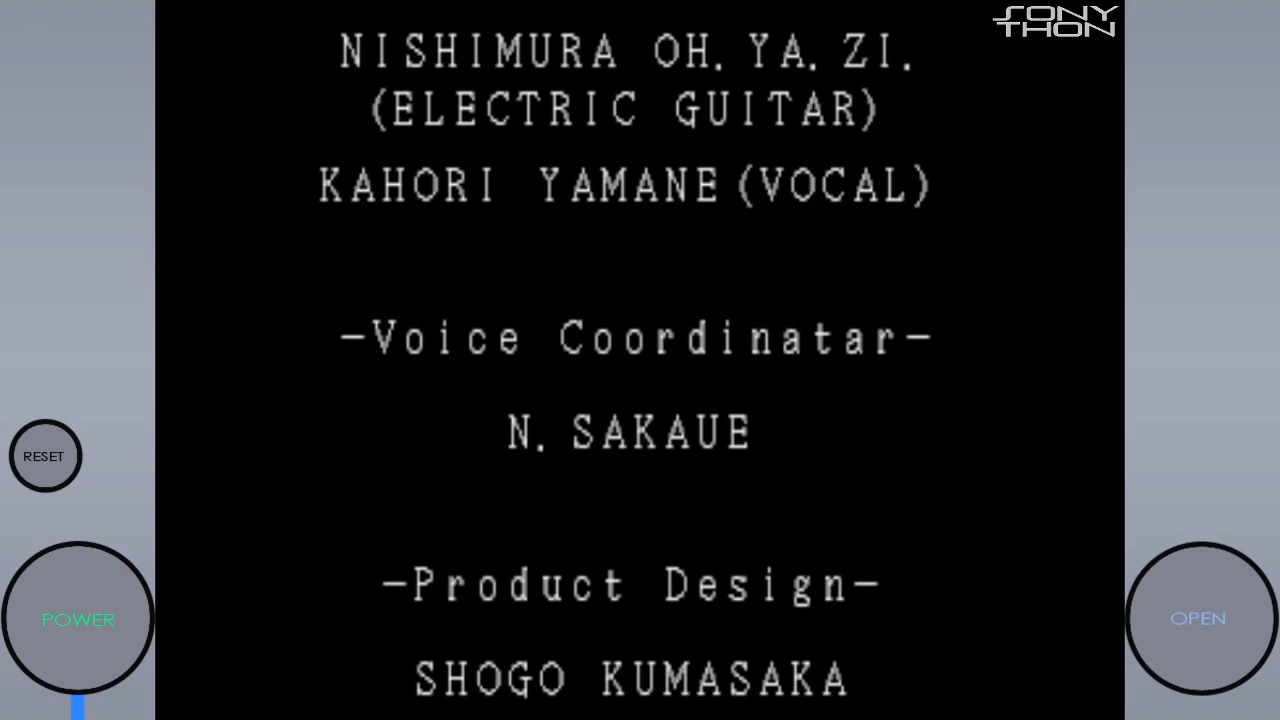 SONY
THON
NISHIMURA OH.YA.ZI.
(ELECTRIC GUITAR)
KAHORI YAMANE(VOCAL)
-Voice Coordinatar-
N.SAKAUE
RESET
-Product Design-
POWER
OPEN
SHOGO KUMASAKA